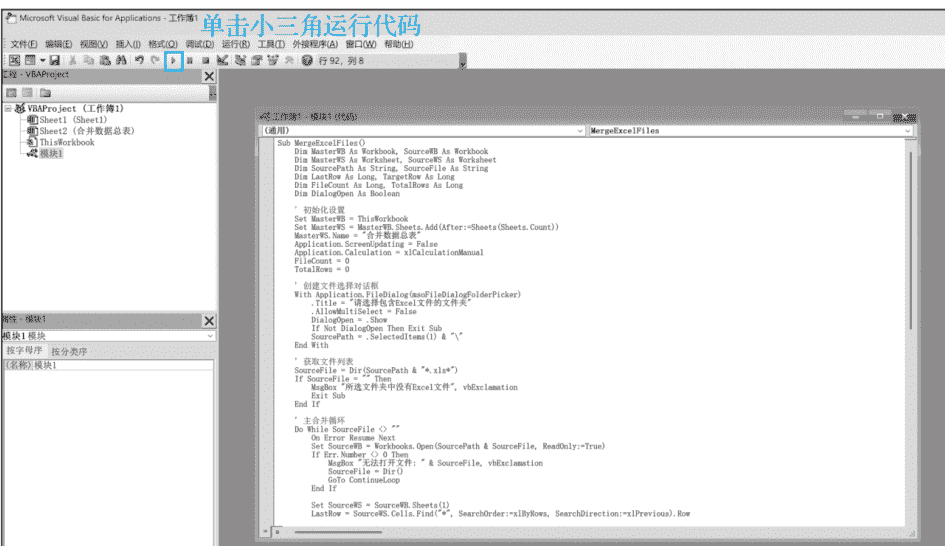 Microsoft Visual Basic for Applications - 工作簿1
单击小三角运行代码
文件(F) 编辑(E) 视图(V) 插入(I) 格式(O) 调试(D) 运行(R) 工具(T) 外接程序(A) 窗口(W) 帮助(H)
行 92, 列 8
工程 - VBAProject
VBAProject (工作簿1)
Sheet1 (Sheet1)
Sheet2 (合并数据总表)
ThisWorkbook
模块1
属性 - 模块1
模块1 模块
按字母序 按分类序
(名称) 模块1
工作簿1 - 模块1 (代码)
(通用) MergeExcelFiles
Sub MergeExcelFiles()
Dim MasterWB As Workbook, SourceWB As Workbook
Dim MasterWS As Worksheet, SourceWS As Worksheet
Dim SourcePath As String, SourceFile As String
Dim LastRow As Long, TargetRow As Long
Dim FileCount As Long, TotalRows As Long
Dim DialogOpen As Boolean
' 初始化设置
Set MasterWB = ThisWorkbook
Set MasterWS = MasterWB.Sheets.Add(After:=Sheets(Sheets.Count))
MasterWS.Name = "合并数据总表"
Application.ScreenUpdating = False
Application.Calculation = xlCalculationManual
FileCount = 0
TotalRows = 0
' 创建文件选择对话框
With Application.FileDialog(msoFileDialogFolderPicker)
.Title = "请选择包含Excel文件的文件夹"
.AllowMultiSelect = False
DialogOpen = .Show
If Not DialogOpen Then Exit Sub
SourcePath = .SelectedItems(1) & "\"
End With
' 获取文件列表
SourceFile = Dir(SourcePath & "*.xls*")
If SourceFile = "" Then
MsgBox "所选文件夹中没有Excel文件", vbExclamation
Exit Sub
End If
' 主合并循环
Do While SourceFile <> ""
On Error Resume Next
Set SourceWB = Workbooks.Open(SourcePath & SourceFile, ReadOnly:=True)
If Err.Number <> 0 Then
MsgBox "无法打开文件: " & SourceFile, vbExclamation
SourceFile = Dir()
GoTo ContinueLoop
End If
Set SourceWS = SourceWB.Sheets(1)
LastRow = SourceWS.Cells.Find("*", SearchOrder:=xlByRows, SearchDirection:=xlPrevious).Row